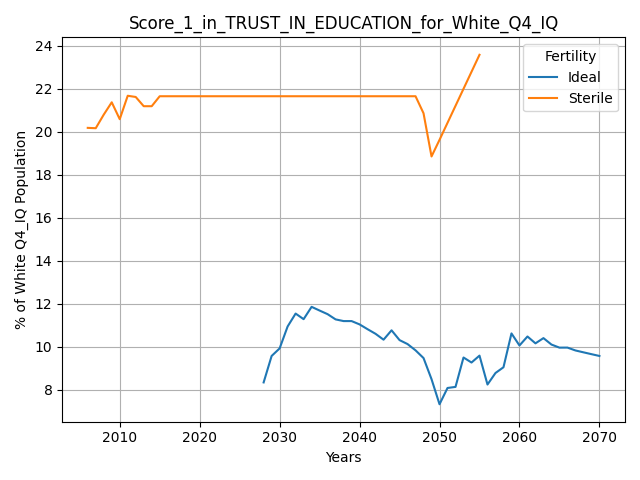 Score_1_in_TRUST_IN_EDUCATION_for_White_Q4_IQ
Fertility
Ideal
Sterile
% of White Q4_IQ Population
24
22
20
18
16
14
12
10
8
2010 2020 2030 2040 2050 2060 2070
Years